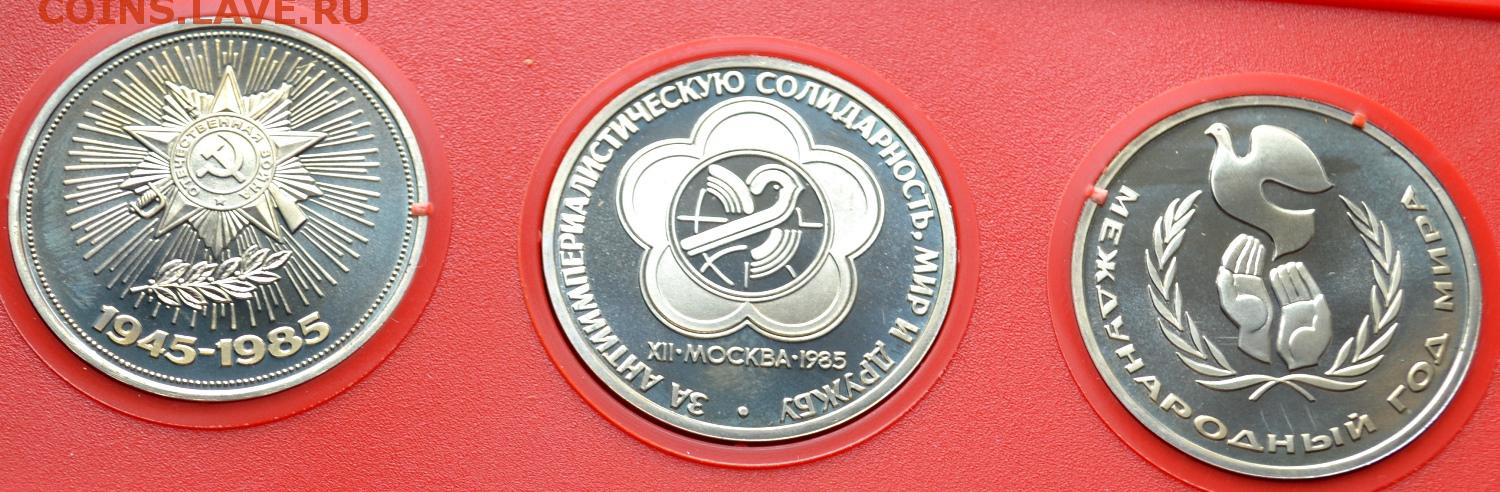 COINS.LAVE.RU
ОТЕЧЕСТВЕННАЯ ВОЙНА
1945-1985
ЗА АНТИИМПЕРИАЛИСТИЧЕСКУЮ СОЛИДАРНОСТЬ, МИР И ДРУЖБУ •
XII • МОСКВА • 1985
МЕЖДУНАРОДНЫЙ ГОД МИРА